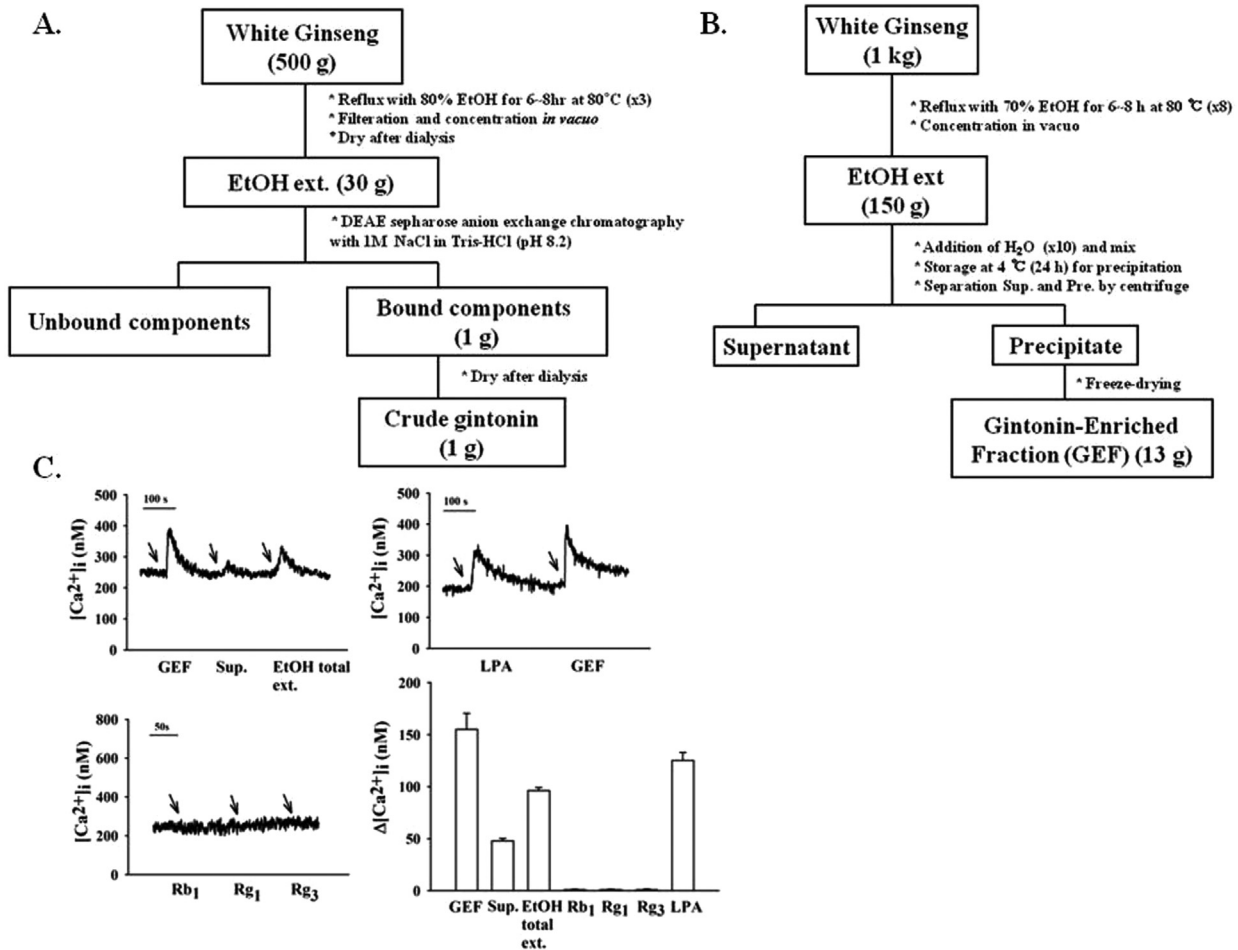 A.
White Ginseng
(500 g)
* Reflux with 80% EtOH for 6~8hr at 80°C (x3)
* Filteration and concentration in vacuo
*Dry after dialysis
EtOH ext. (30 g)
* DEAE sepharose anion exchange chromatography
with 1M NaCl in Tris-HCl (pH 8.2)
Unbound components
Bound components
(1 g)
* Dry after dialysis
Crude gintonin
(1 g)
B.
White Ginseng
(1 kg)
* Reflux with 70% EtOH for 6~8 h at 80 ℃ (x8)
* Concentration in vacuo
EtOH ext
(150 g)
* Addition of H2O (x10) and mix
* Storage at 4 ℃ (24 h) for precipitation
* Separation Sup. and Pre. by centrifuge
Supernatant
Precipitate
* Freeze-drying
Gintonin-Enriched
Fraction (GEF) (13 g)
C.
500
400
300
200
100
0
[Ca2+]i (nM)
100 s
GEF Sup. EtOH total
ext.
500
400
300
200
100
0
[Ca2+]i (nM)
100 s
LPA GEF
800
600
400
200
0
[Ca2+]i (nM)
50s
Rb1 Rg1 Rg3
200
150
100
50
0
Δ[Ca2+]i (nM)
GEF Sup. EtOH Rb1 Rg1 Rg3 LPA
total
ext.